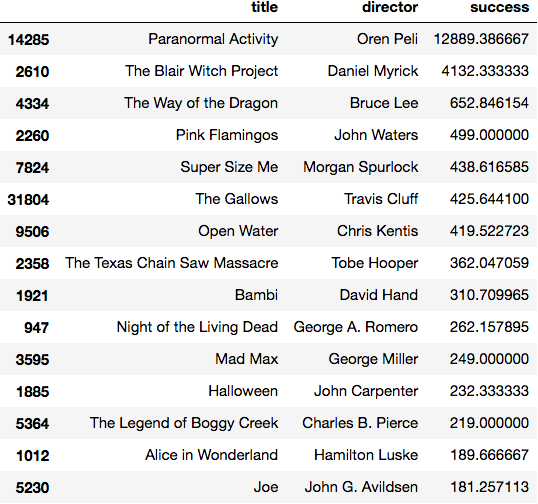 title director success
14285 Paranormal Activity Oren Peli 12889.386667
2610 The Blair Witch Project Daniel Myrick 4132.333333
4334 The Way of the Dragon Bruce Lee 652.846154
2260 Pink Flamingos John Waters 499.000000
7824 Super Size Me Morgan Spurlock 438.616585
31804 The Gallows Travis Cluff 425.644100
9506 Open Water Chris Kentis 419.522723
2358 The Texas Chain Saw Massacre Tobe Hooper 362.047059
1921 Bambi David Hand 310.709965
947 Night of the Living Dead George A. Romero 262.157895
3595 Mad Max George Miller 249.000000
1885 Halloween John Carpenter 232.333333
5364 The Legend of Boggy Creek Charles B. Pierce 219.000000
1012 Alice in Wonderland Hamilton Luske 189.666667
5230 Joe John G. Avildsen 181.257113